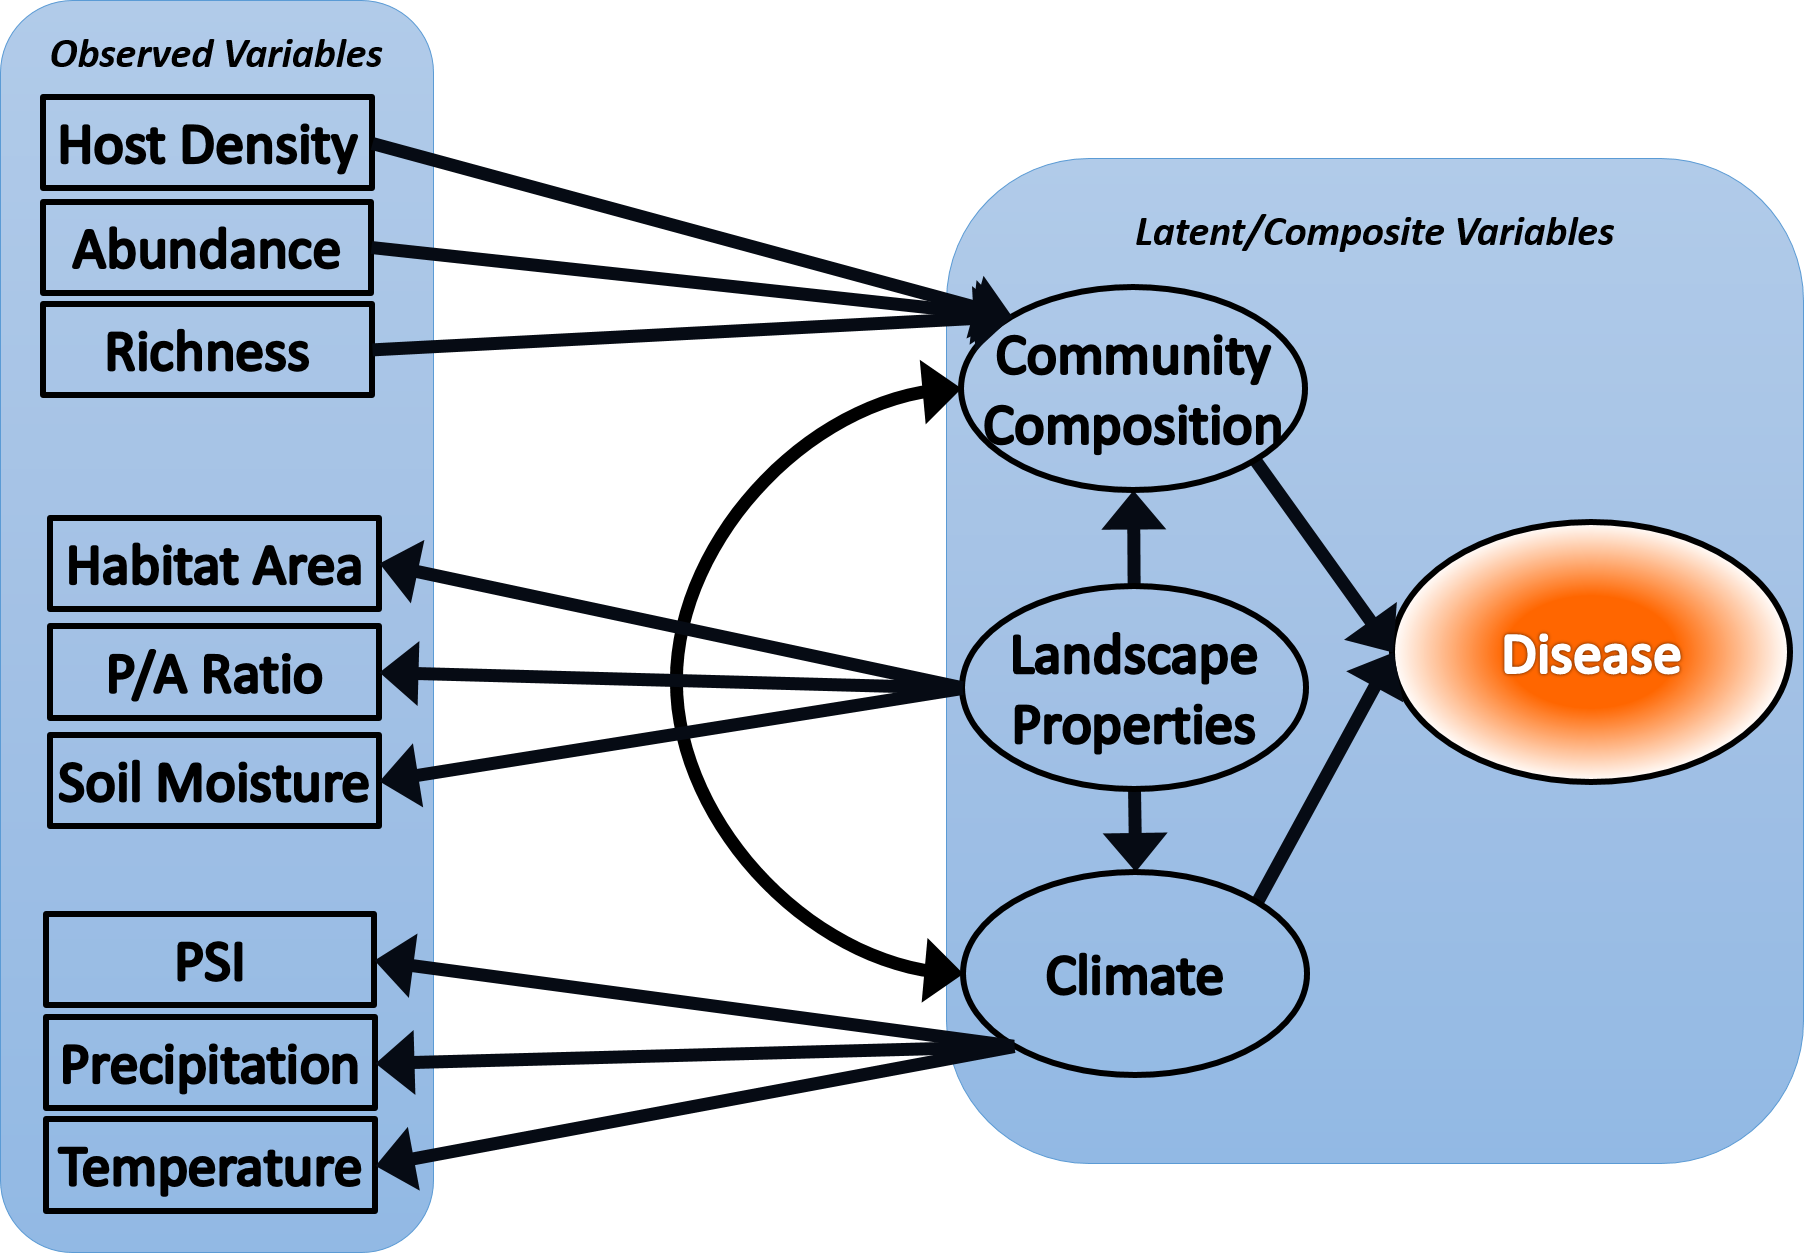 Observed Variables
Host Density
Abundance
Richness
Habitat Area
P/A Ratio
Soil Moisture
PSI
Precipitation
Temperature
Latent/Composite Variables
Community
Composition
Landscape
Properties
Climate
Disease